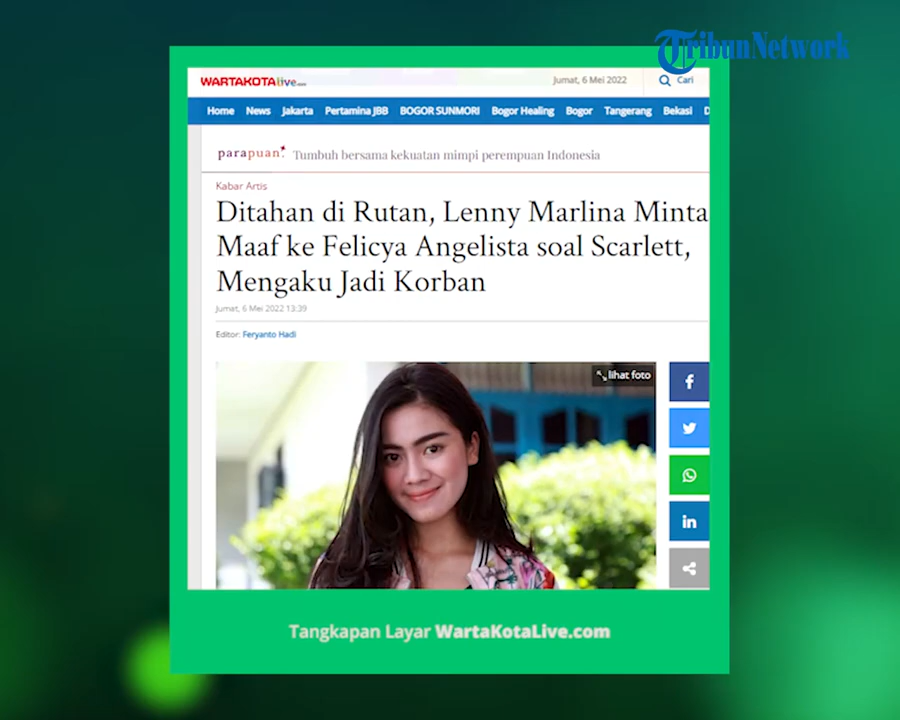 TribunNetwork
WARTAKOTAlive.com
Jumat, 6 Mei 2022
Cari
Home News Jakarta Pertamina JBB BOGOR SUNMORI Bogor Healing Bogor Tangerang Bekasi D
parapuan. Tumbuh bersama kekuatan mimpi perempuan Indonesia
Kabar Artis
Ditahan di Rutan, Lenny Marlina Minta
Maaf ke Felicya Angelista soal Scarlett,
Mengaku Jadi Korban
Jumat, 6 Mei 2022 13:39
Editor: Feryanto Hadi
lihat foto
f
in
Tangkapan Layar WartaKotaLive.com